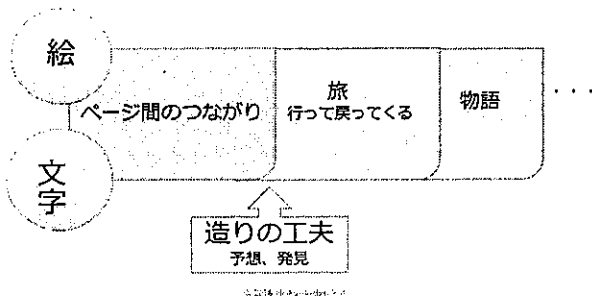 絵
ページ間のつながり
文字
旅
行って戻ってくる
物語
・・・
造りの工夫
予想、発見